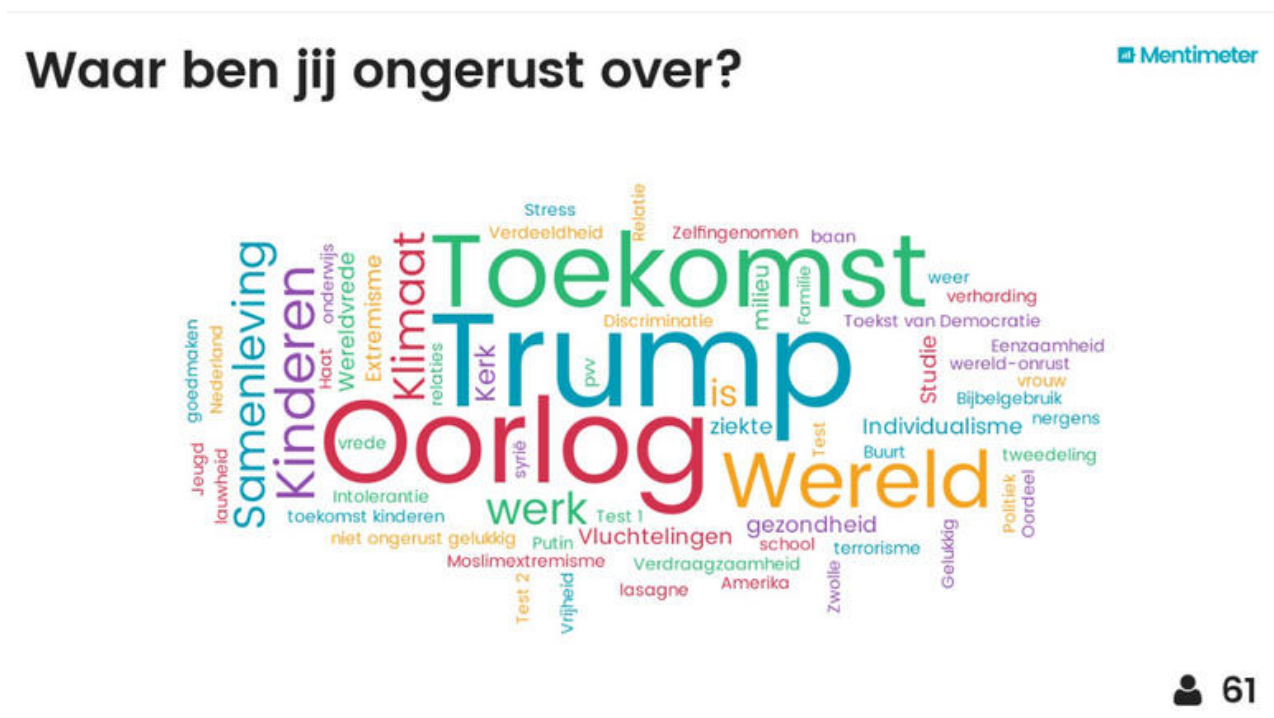 Waar ben jij ongerust over?
Mentimeter
Stress
Relatie
Verdeeldheid
Zelfingenomen
baan
Toekomst
milieu
Familie
weer
verharding
Samenleving
Kinderen
onderwijs
Wereldvrede
Extremisme
Klimaat
Discriminatie
Toekst van Democratie
goedmaken
Nederland
Haat
relaties
Trump
Kerk
pvv
is
Studie
Eenzaamheid
wereld-onrust
vrouw
Bijbelgebruik
nergens
Oorlog
vrede
syrië
ziekte
Test
Individualisme
Buurt
tweedeling
Wereld
Jeugd
lauwheid
Intolerantie
toekomst kinderen
werk
Test 1
gezondheid
Politiek
Oordeel
niet ongerust gelukkig
Putin
Vluchtelingen
school
terrorisme
Gelukkig
Moslimextremisme
Verdraagzaamheid
Test 2
Vrijheid
lasagne
Amerika
Zwolle
61